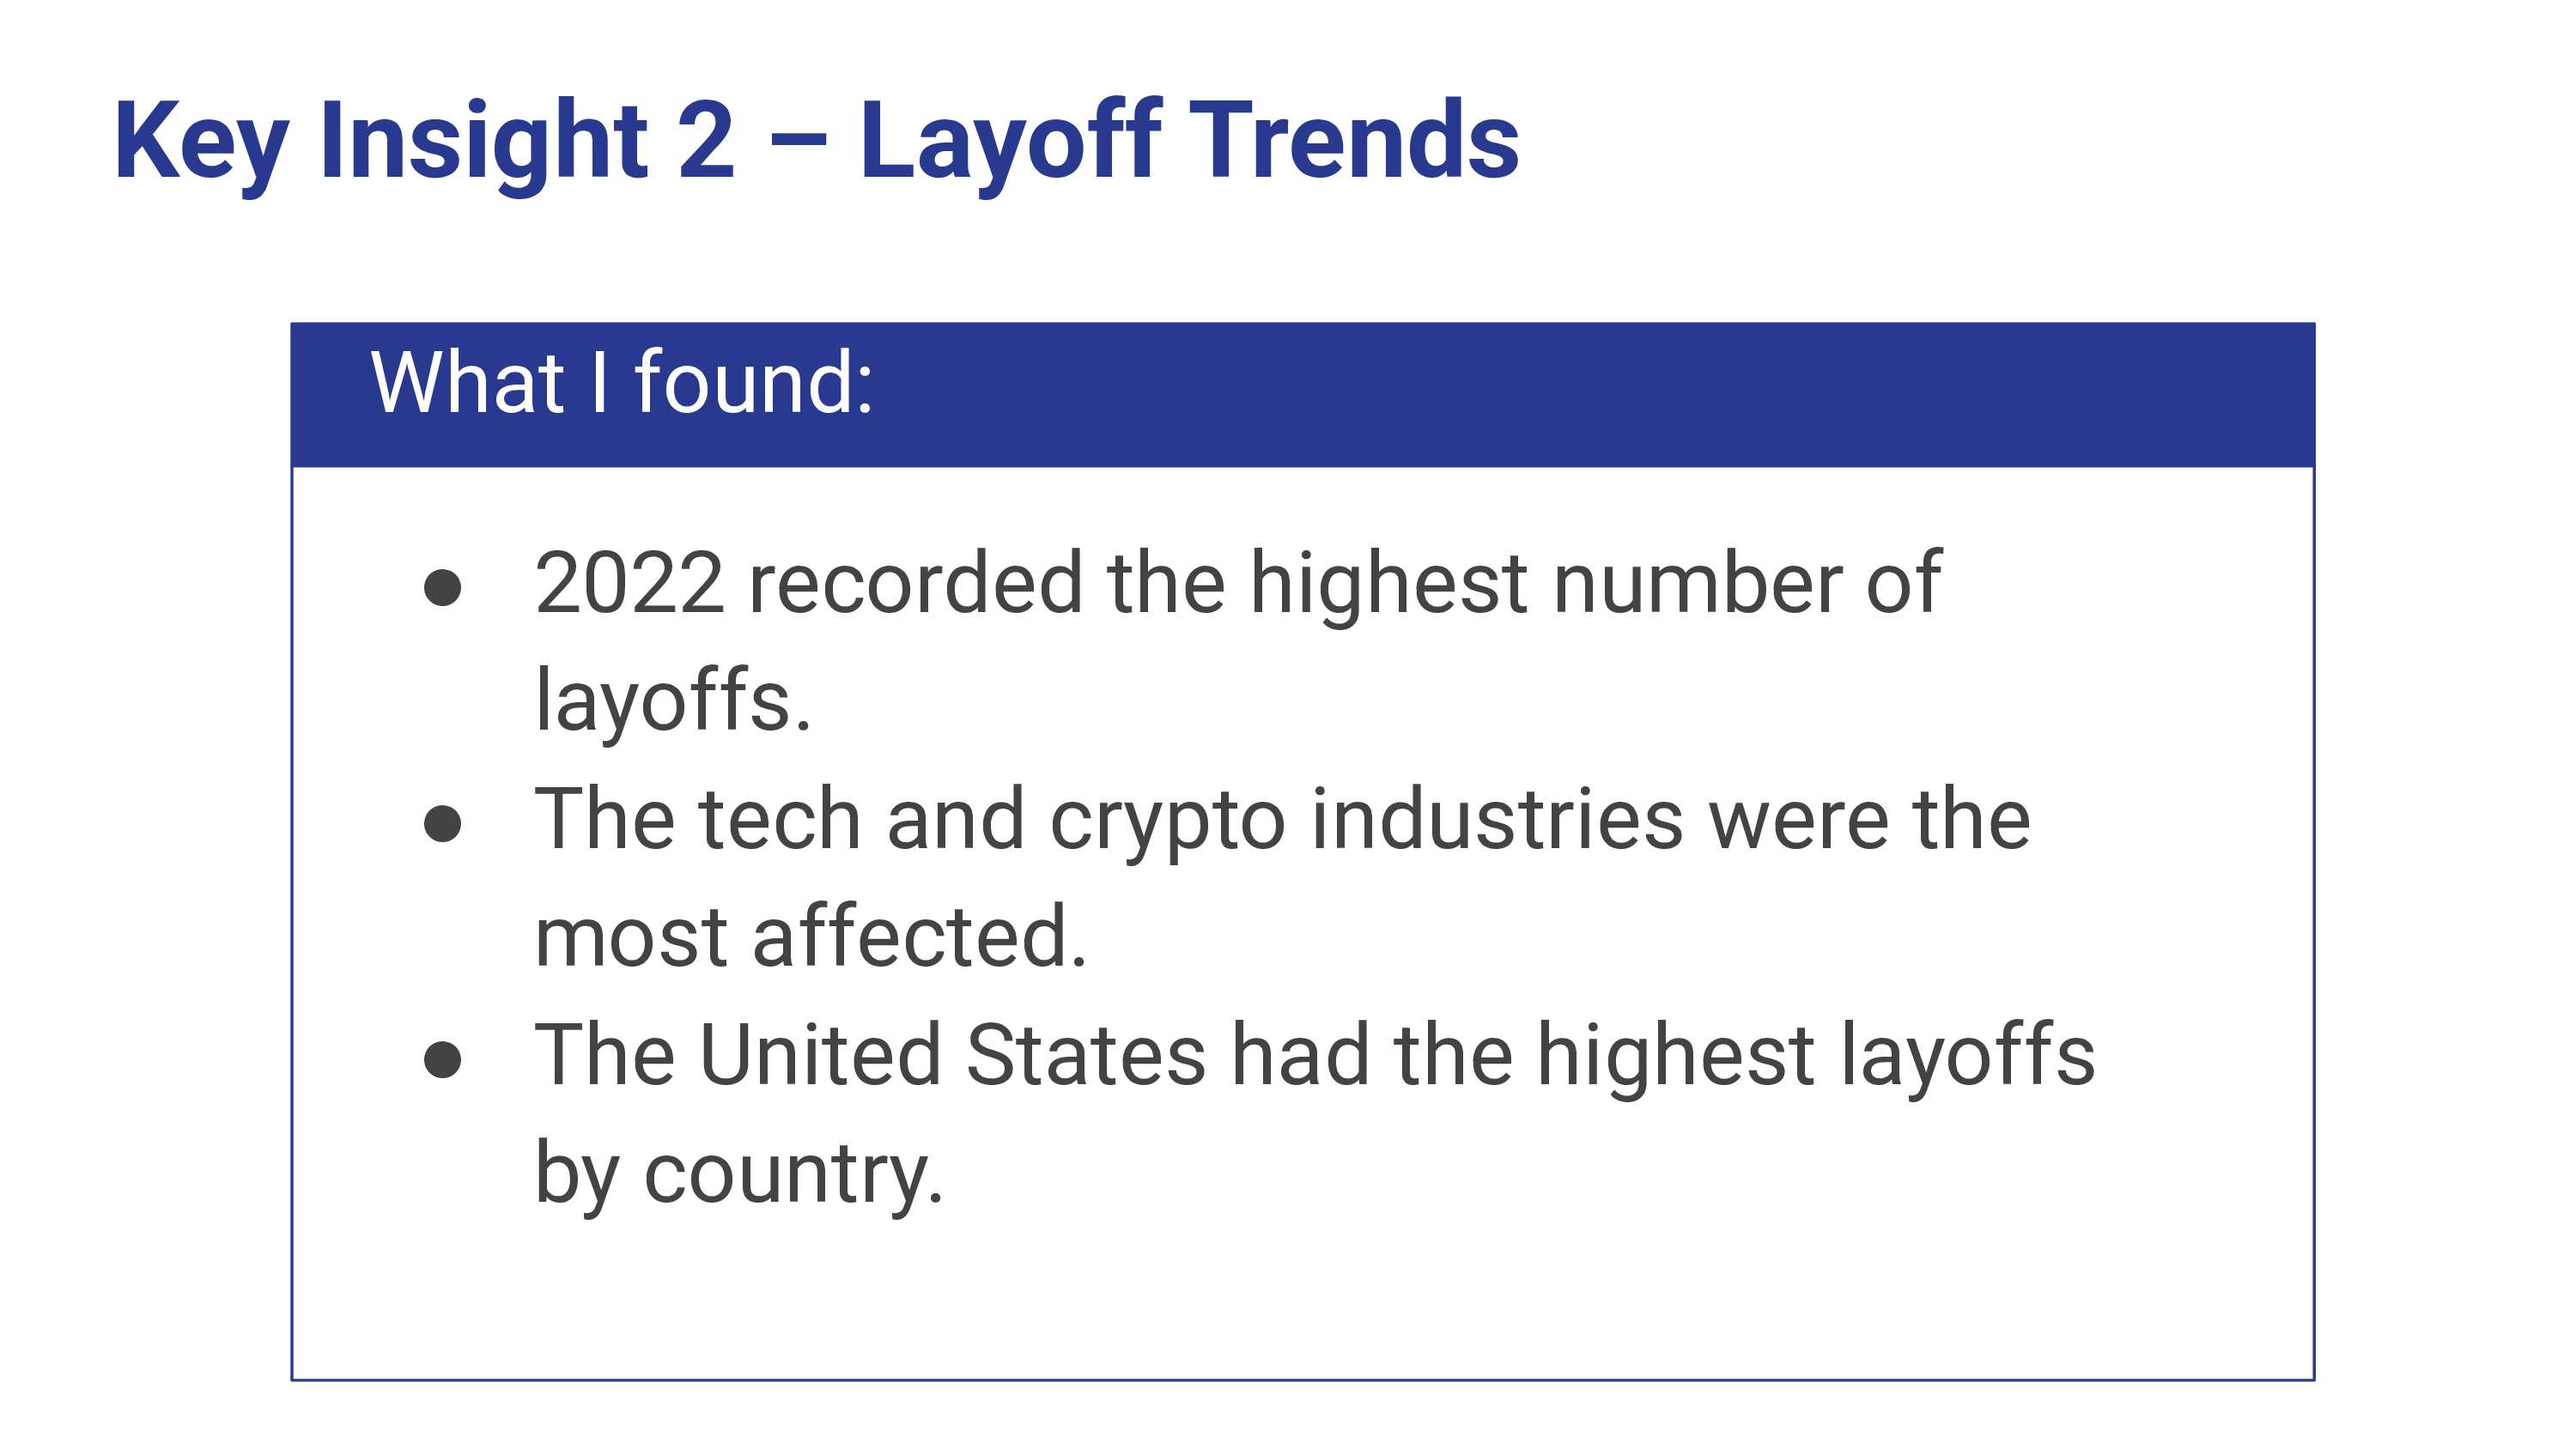 Key Insight 2 – Layoff Trends
What I found:
● 2022 recorded the highest number of
layoffs.
● The tech and crypto industries were the
most affected.
● The United States had the highest layoffs
by country.